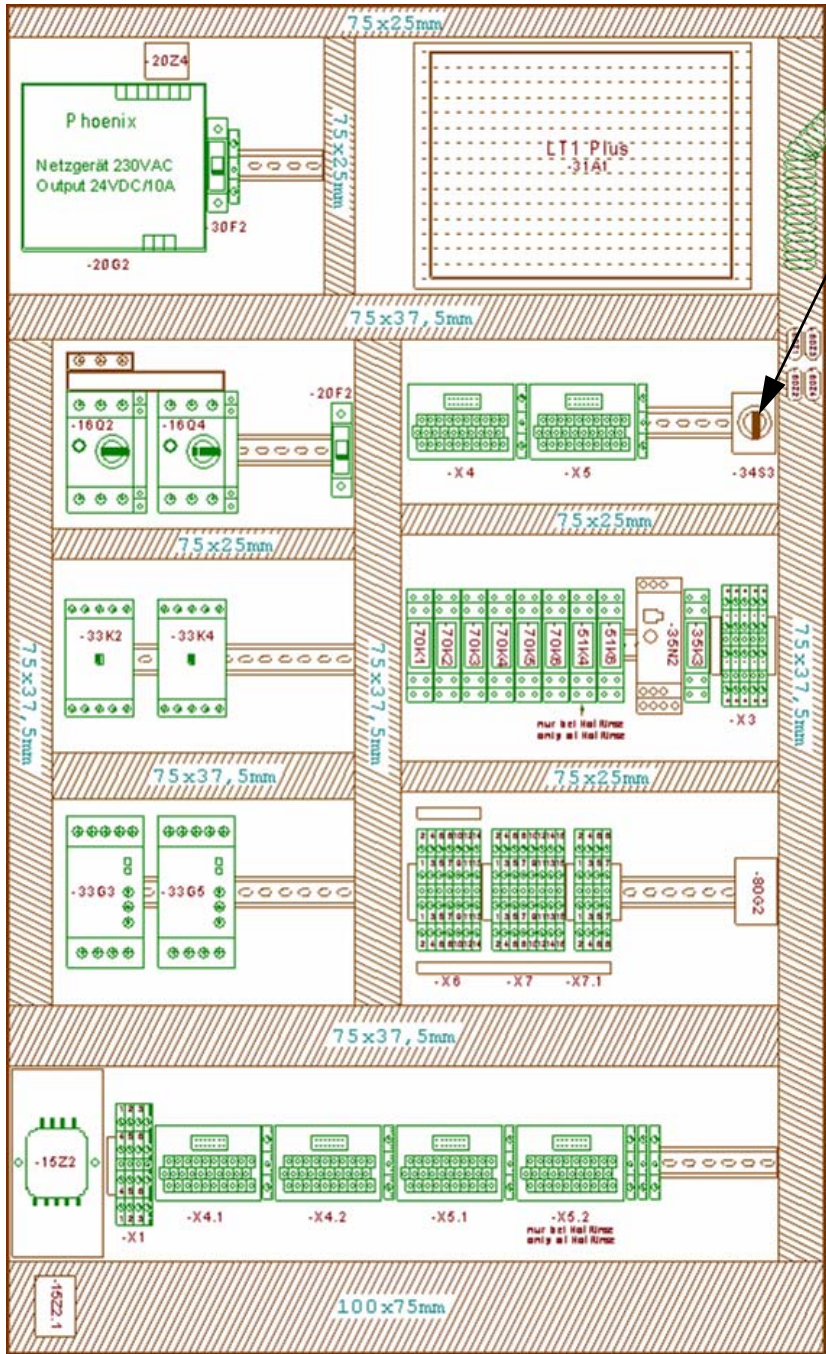 75x25mm
-20Z4
Phoenix
Netzgerät 230VAC
Output 24VDC/10A
-30F2
-20G2
75x25mm
LT1 Plus
-31A1
75x37,5mm
-16Q2
-16Q4
-20F2
-X4
-X5
-34S3
75x25mm
75x25mm
-33K2
-33K4
-70K1
-70K2
-70K3
-70K4
-70K5
-70K6
-51K4
-51K6
-35N2
-35K3
-X3
nur bei Hot Rinse
only at Hot Rinse
75x37,5mm
75x37,5mm
75x37,5mm
75x37,5mm
75x25mm
-33G3
-33G5
-80G2
-X6
-X7
-X7.1
75x37,5mm
-15Z2
-X1
-X4.1
-X4.2
-X5.1
-X5.2
nur bei Hot Rinse
only at Hot Rinse
-15Z2.1
100x75mm